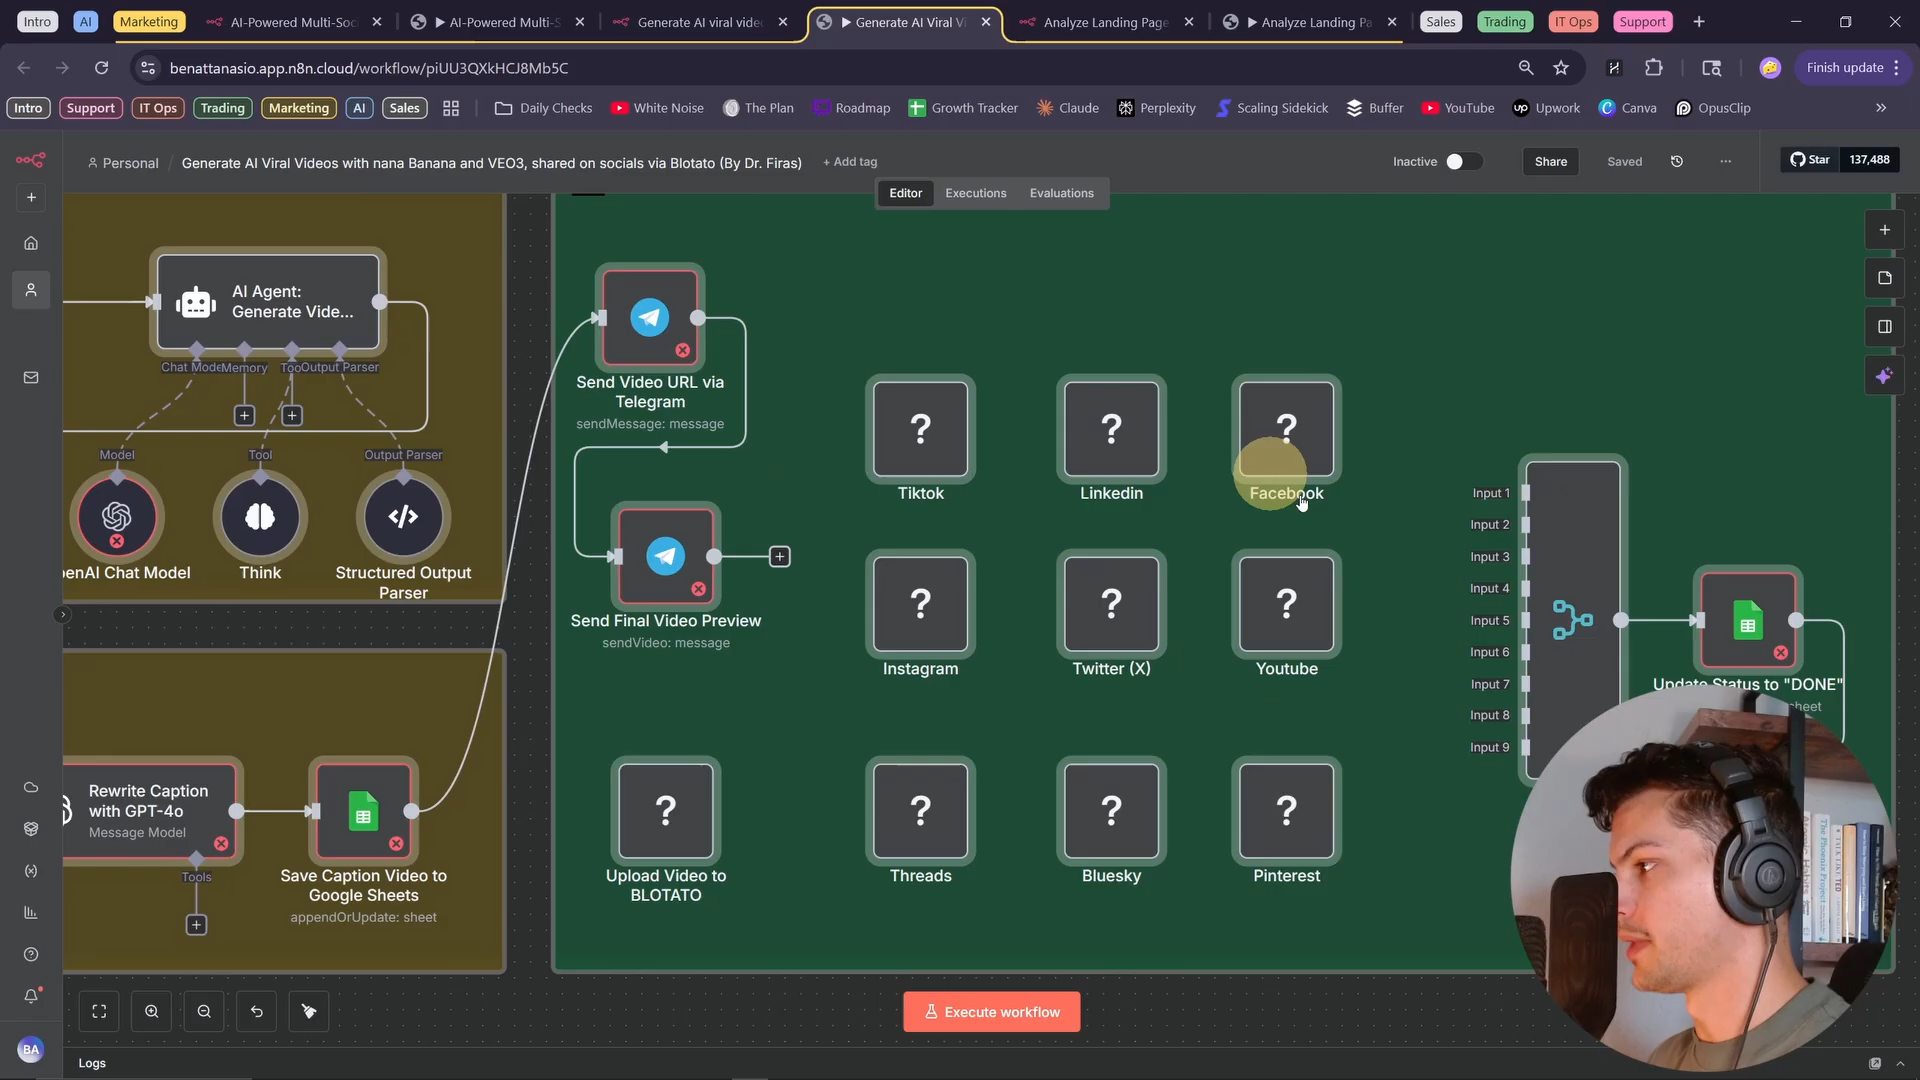 Intro
AI
Marketing
AI-Powered Multi-Soci
AI-Powered Multi-S
Generate AI viral video
Generate AI Viral Vi
Analyze Landing Page
Analyze Landing Pa
Sales
Trading
IT Ops
Support
benattanasio.app.n8n.cloud/workflow/piUU3QXkHCJ8Mb5C
Finish update
Intro
Support
IT Ops
Trading
Marketing
AI
Sales
Daily Checks
White Noise
The Plan
Roadmap
Growth Tracker
Claude
Perplexity
Scaling Sidekick
Buffer
YouTube
Upwork
Canva
OpusClip
Personal / Generate AI Viral Videos with nana Banana and VEO3, shared on socials via Blotato (By Dr. Firas)
+ Add tag
Inactive
Share
Saved
Star
137,488
Editor
Executions
Evaluations
AI Agent:
Generate Vide...
Memory
Output Parser
Model
Tool
Output Parser
enAI Chat Model
Think
Structured Output
Parser
Rewrite Caption
with GPT-4o
Message Model
Tools
Save Caption Video to
Google Sheets
appendOrUpdate: sheet
Send Video URL via
Telegram
sendMessage: message
Send Final Video Preview
sendVideo: message
?
Tiktok
?
Linkedin
?
Facebook
?
Instagram
?
Twitter (X)
?
Youtube
?
Upload Video to
BLOTATO
?
Threads
?
Bluesky
?
Pinterest
Input 1
Input 2
Input 3
Input 4
Input 5
Input 6
Input 7
Input 8
Input 9
Update Status to "DONE"
sheet
Execute workflow
BA
Logs